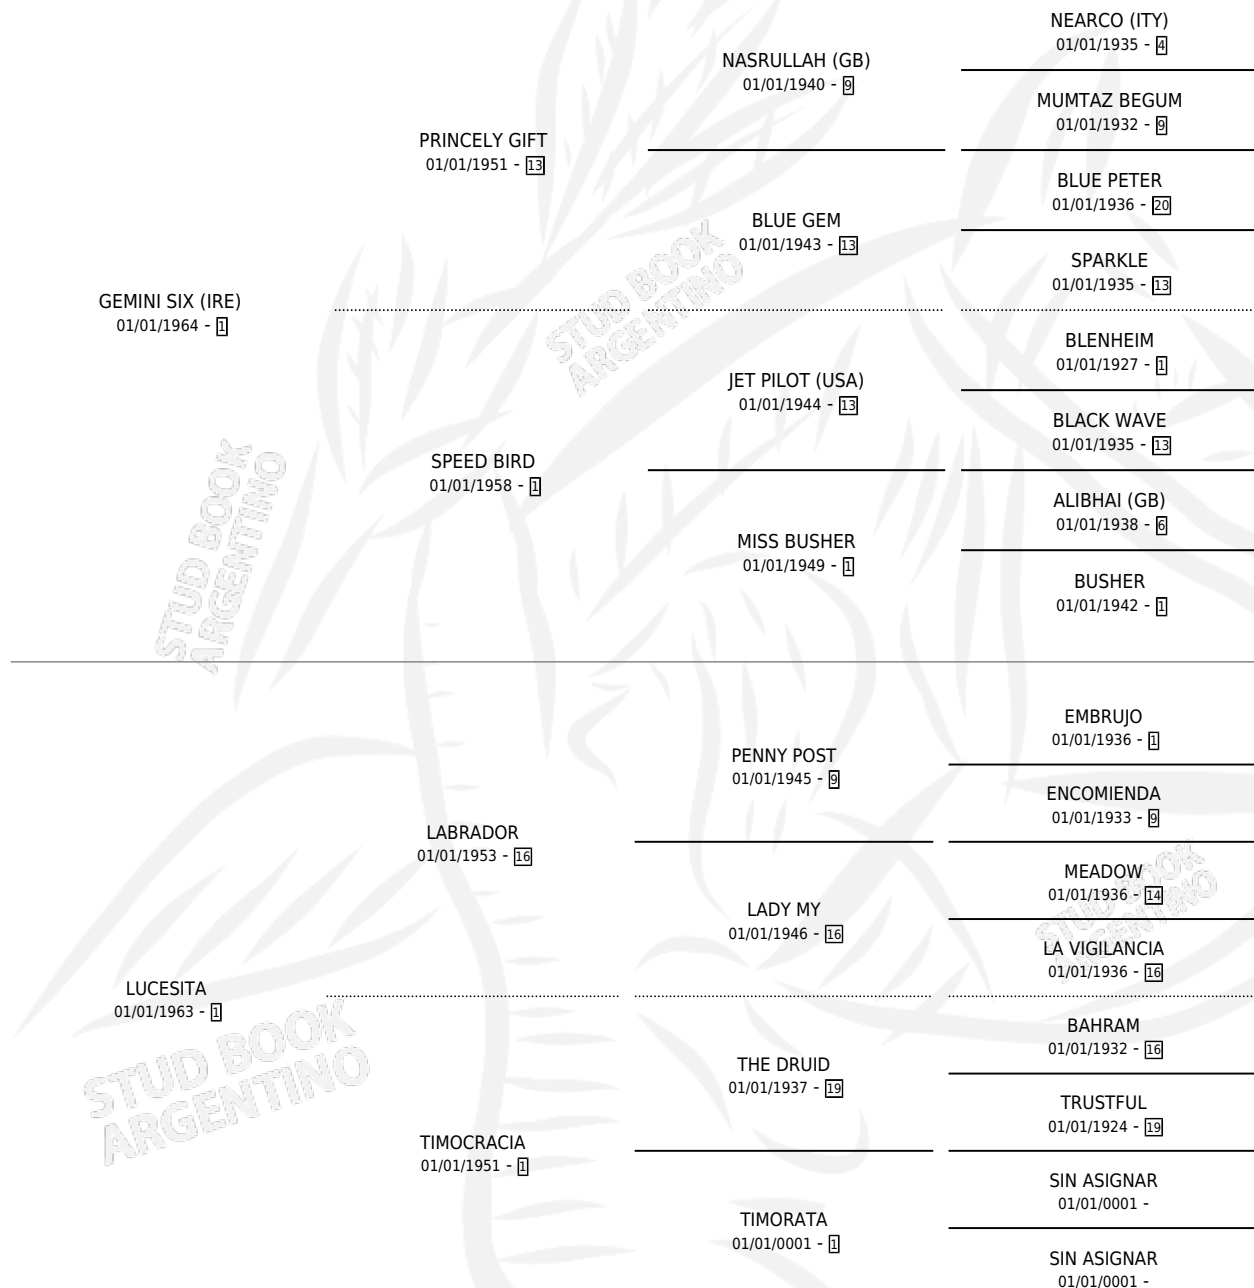 NEARCO (ITY)
01/01/1935 - 4
NASRULLAH (GB)
01/01/1940 - 9
MUMTAZ BEGUM
01/01/1932 - 9
PRINCELY GIFT
01/01/1951 - 13
BLUE PETER
01/01/1936 - 20
BLUE GEM
01/01/1943 - 13
SPARKLE
01/01/1935 - 13
GEMINI SIX (IRE)
01/01/1964 - 1
BLENHEIM
01/01/1927 - 1
JET PILOT (USA)
01/01/1944 - 13
BLACK WAVE
01/01/1935 - 13
SPEED BIRD
01/01/1958 - 1
ALIBHAI (GB)
01/01/1938 - 6
MISS BUSHER
01/01/1949 - 1
BUSHER
01/01/1942 - 1
EMBRUJO
01/01/1936 - 1
PENNY POST
01/01/1945 - 9
ENCOMIENDA
01/01/1933 - 9
LABRADOR
01/01/1953 - 16
MEADOW
01/01/1936 - 14
LADY MY
01/01/1946 - 16
LA VIGILANCIA
01/01/1936 - 16
LUCESITA
01/01/1963 - 1
BAHRAM
01/01/1932 - 16
THE DRUID
01/01/1937 - 19
TRUSTFUL
01/01/1924 - 19
TIMOCRACIA
01/01/1951 - 1
SIN ASIGNAR
01/01/0001 -
TIMORATA
01/01/0001 - 1
SIN ASIGNAR
01/01/0001 -
STUD BOOK
ARGENTINO
STUD BOOK
ARGENTINO
STUD BOOK
ARGENTINO
STUD BOOK
ARGENTINO